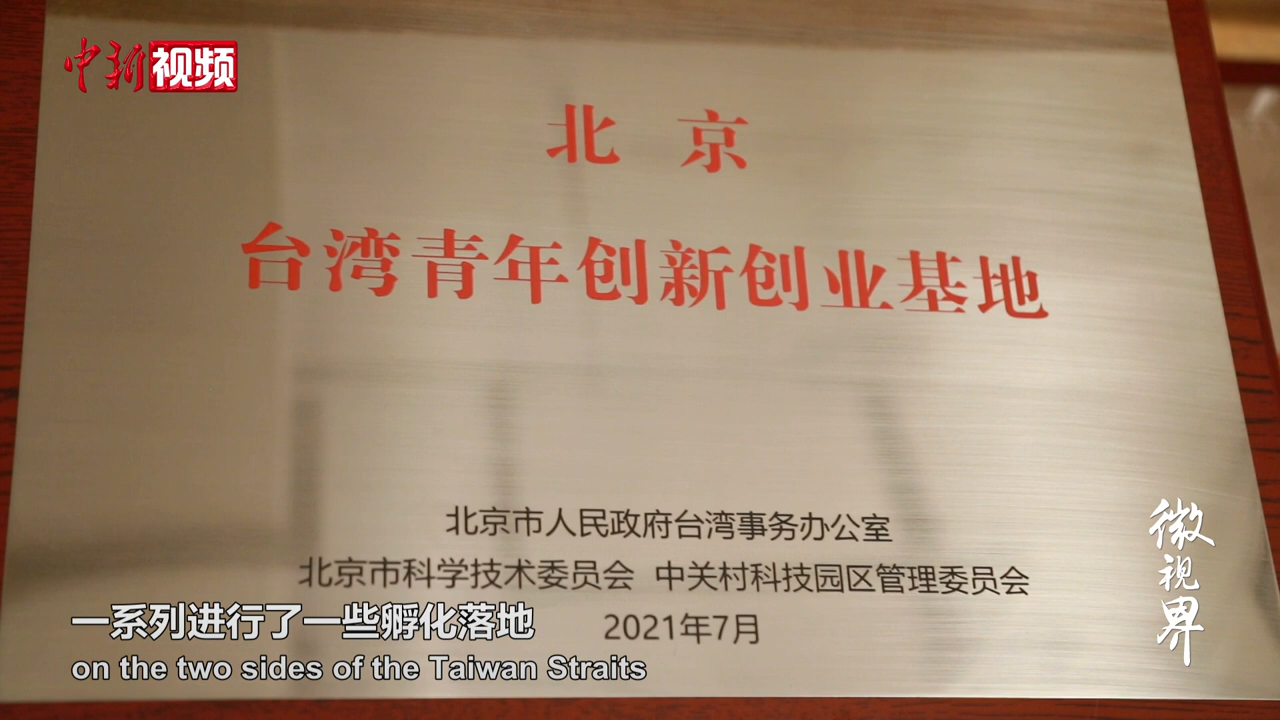 中新视频
北京
台湾青年创新创业基地
北京市人民政府台湾事务办公室
北京市科学技术委员会 中关村科技园区管理委员会
2021年7月
微视界
一系列进行了一些孵化落地
on the two sides of the Taiwan Straits